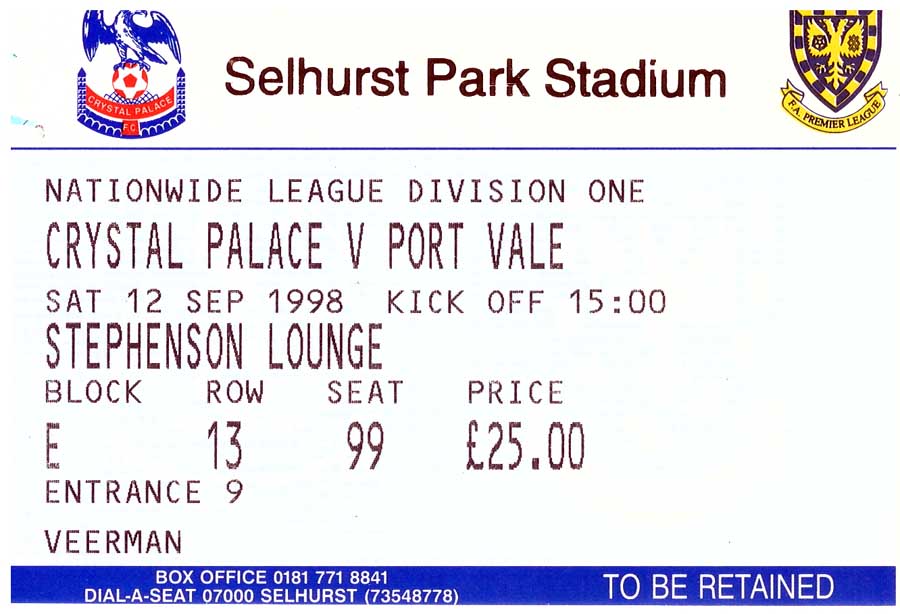 CRYSTAL PALACE
F.C.
Selhurst Park Stadium
F.A. PREMIER LEAGUE
NATIONWIDE LEAGUE DIVISION ONE
CRYSTAL PALACE V PORT VALE
SAT 12 SEP 1998 KICK OFF 15:00
STEPHENSON LOUNGE
BLOCK ROW SEAT PRICE
E 13 99 £25.00
ENTRANCE 9
VEERMAN
BOX OFFICE 0181 771 8841
DIAL-A-SEAT 07000 SELHURST (73548778)
TO BE RETAINED